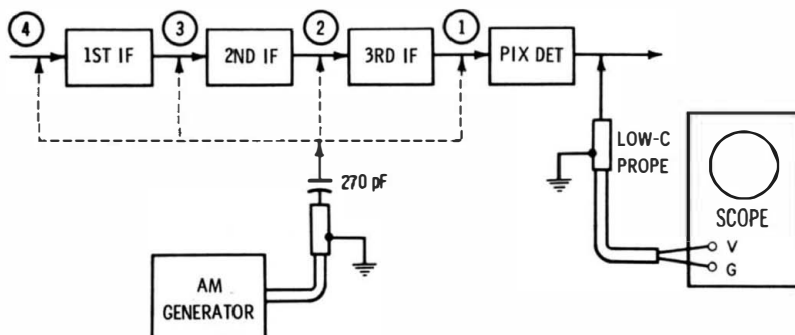 4
3
2
1
1ST IF
2ND IF
3RD IF
PIX DET
270 pF
LOW-C
PROPE
SCOPE
V
G
AM
GENERATOR